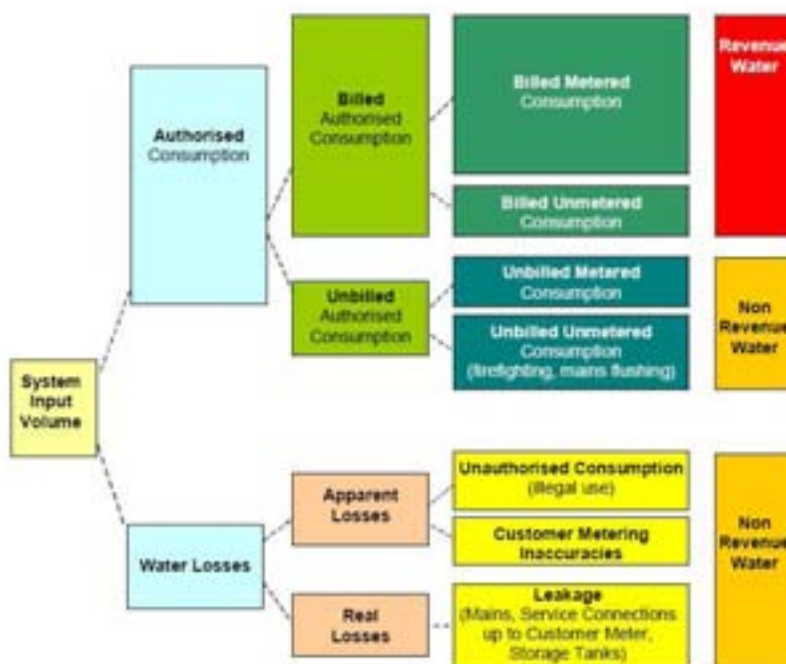 System
Input
Volume
Authorised
Consumption
Water Losses
Billed
Authorised
Consumption
Unbilled
Authorised
Consumption
Apparent
Losses
Real
Losses
Billed Metered
Consumption
Billed Unmetered
Consumption
Unbilled Metered
Consumption
Unbilled Unmetered
Consumption
(firefighting, mains flushing)
Unauthorised Consumption
(illegal use)
Customer Metering
Inaccuracies
Leakage
(Mains, Service Connections
up to Customer Meter,
Storage Tanks)
Revenue
Water
Non
Revenue
Water
Non
Revenue
Water